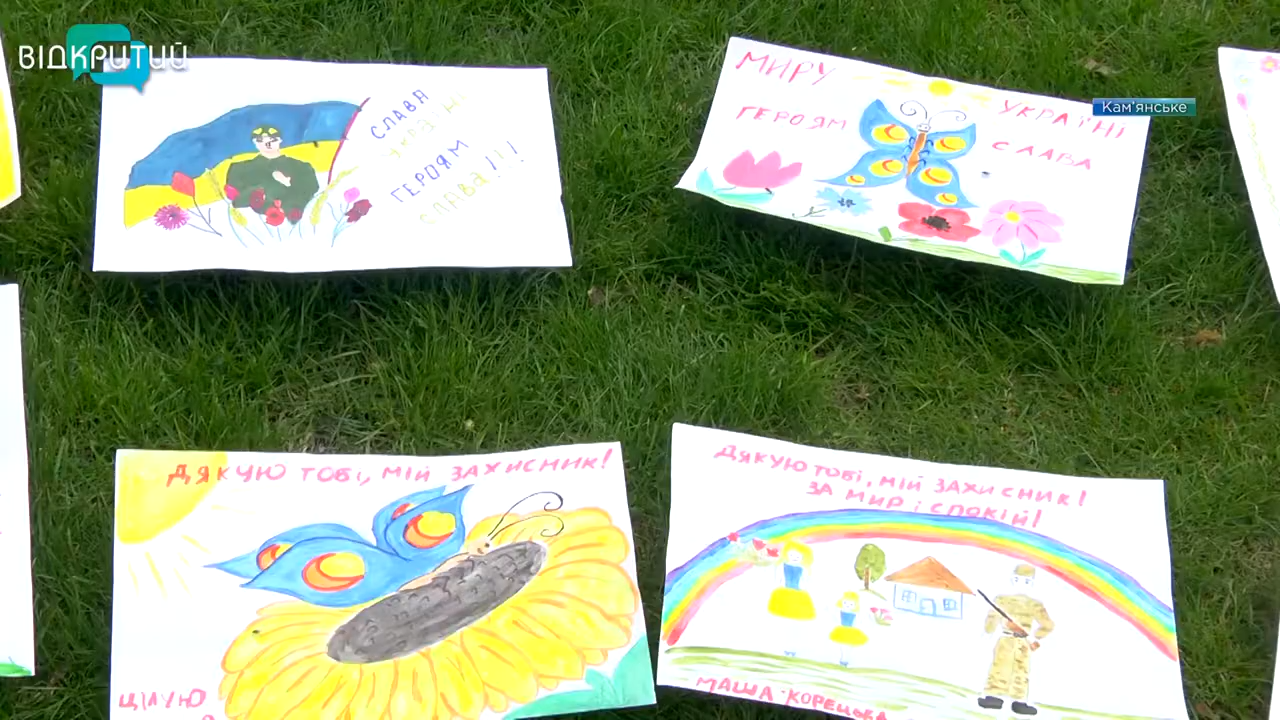 ВІДКРИТИЙ
Кам'янське
СЛАВА
УКРАЇНІ
ГЕРОЯМ
СЛАВА!!!
МИРУ
УКРАЇНІ
ГЕРОЯМ
СЛАВА
ДЯКУЮ ТОБІ, МІЙ ЗАХИСНИК!
ЦІЛУЮ
ДЯКУЮ ТОБІ, МІЙ ЗАХИСНИК!
ЗА МИР І СПОКІЙ!
МАША КОРЕЦЬКА